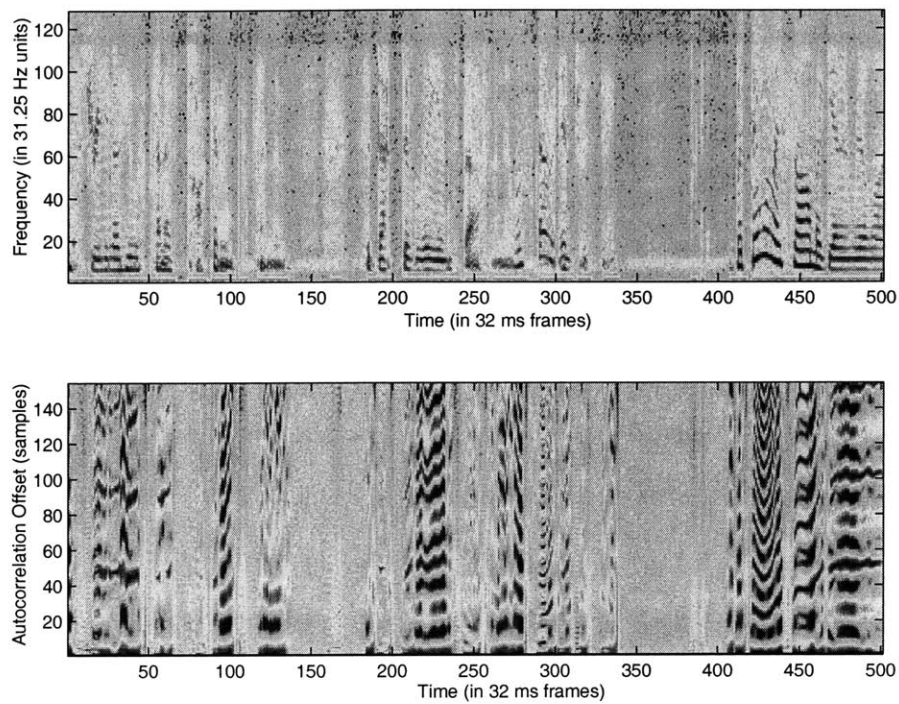 120
100
80
60
40
20
Frequency (in 31.25 Hz units)
50 100 150 200 250 300 350 400 450 500
Time (in 32 ms frames)
140
120
100
80
60
40
20
Autocorrelation Offset (samples)
50 100 150 200 250 300 350 400 450 500
Time (in 32 ms frames)